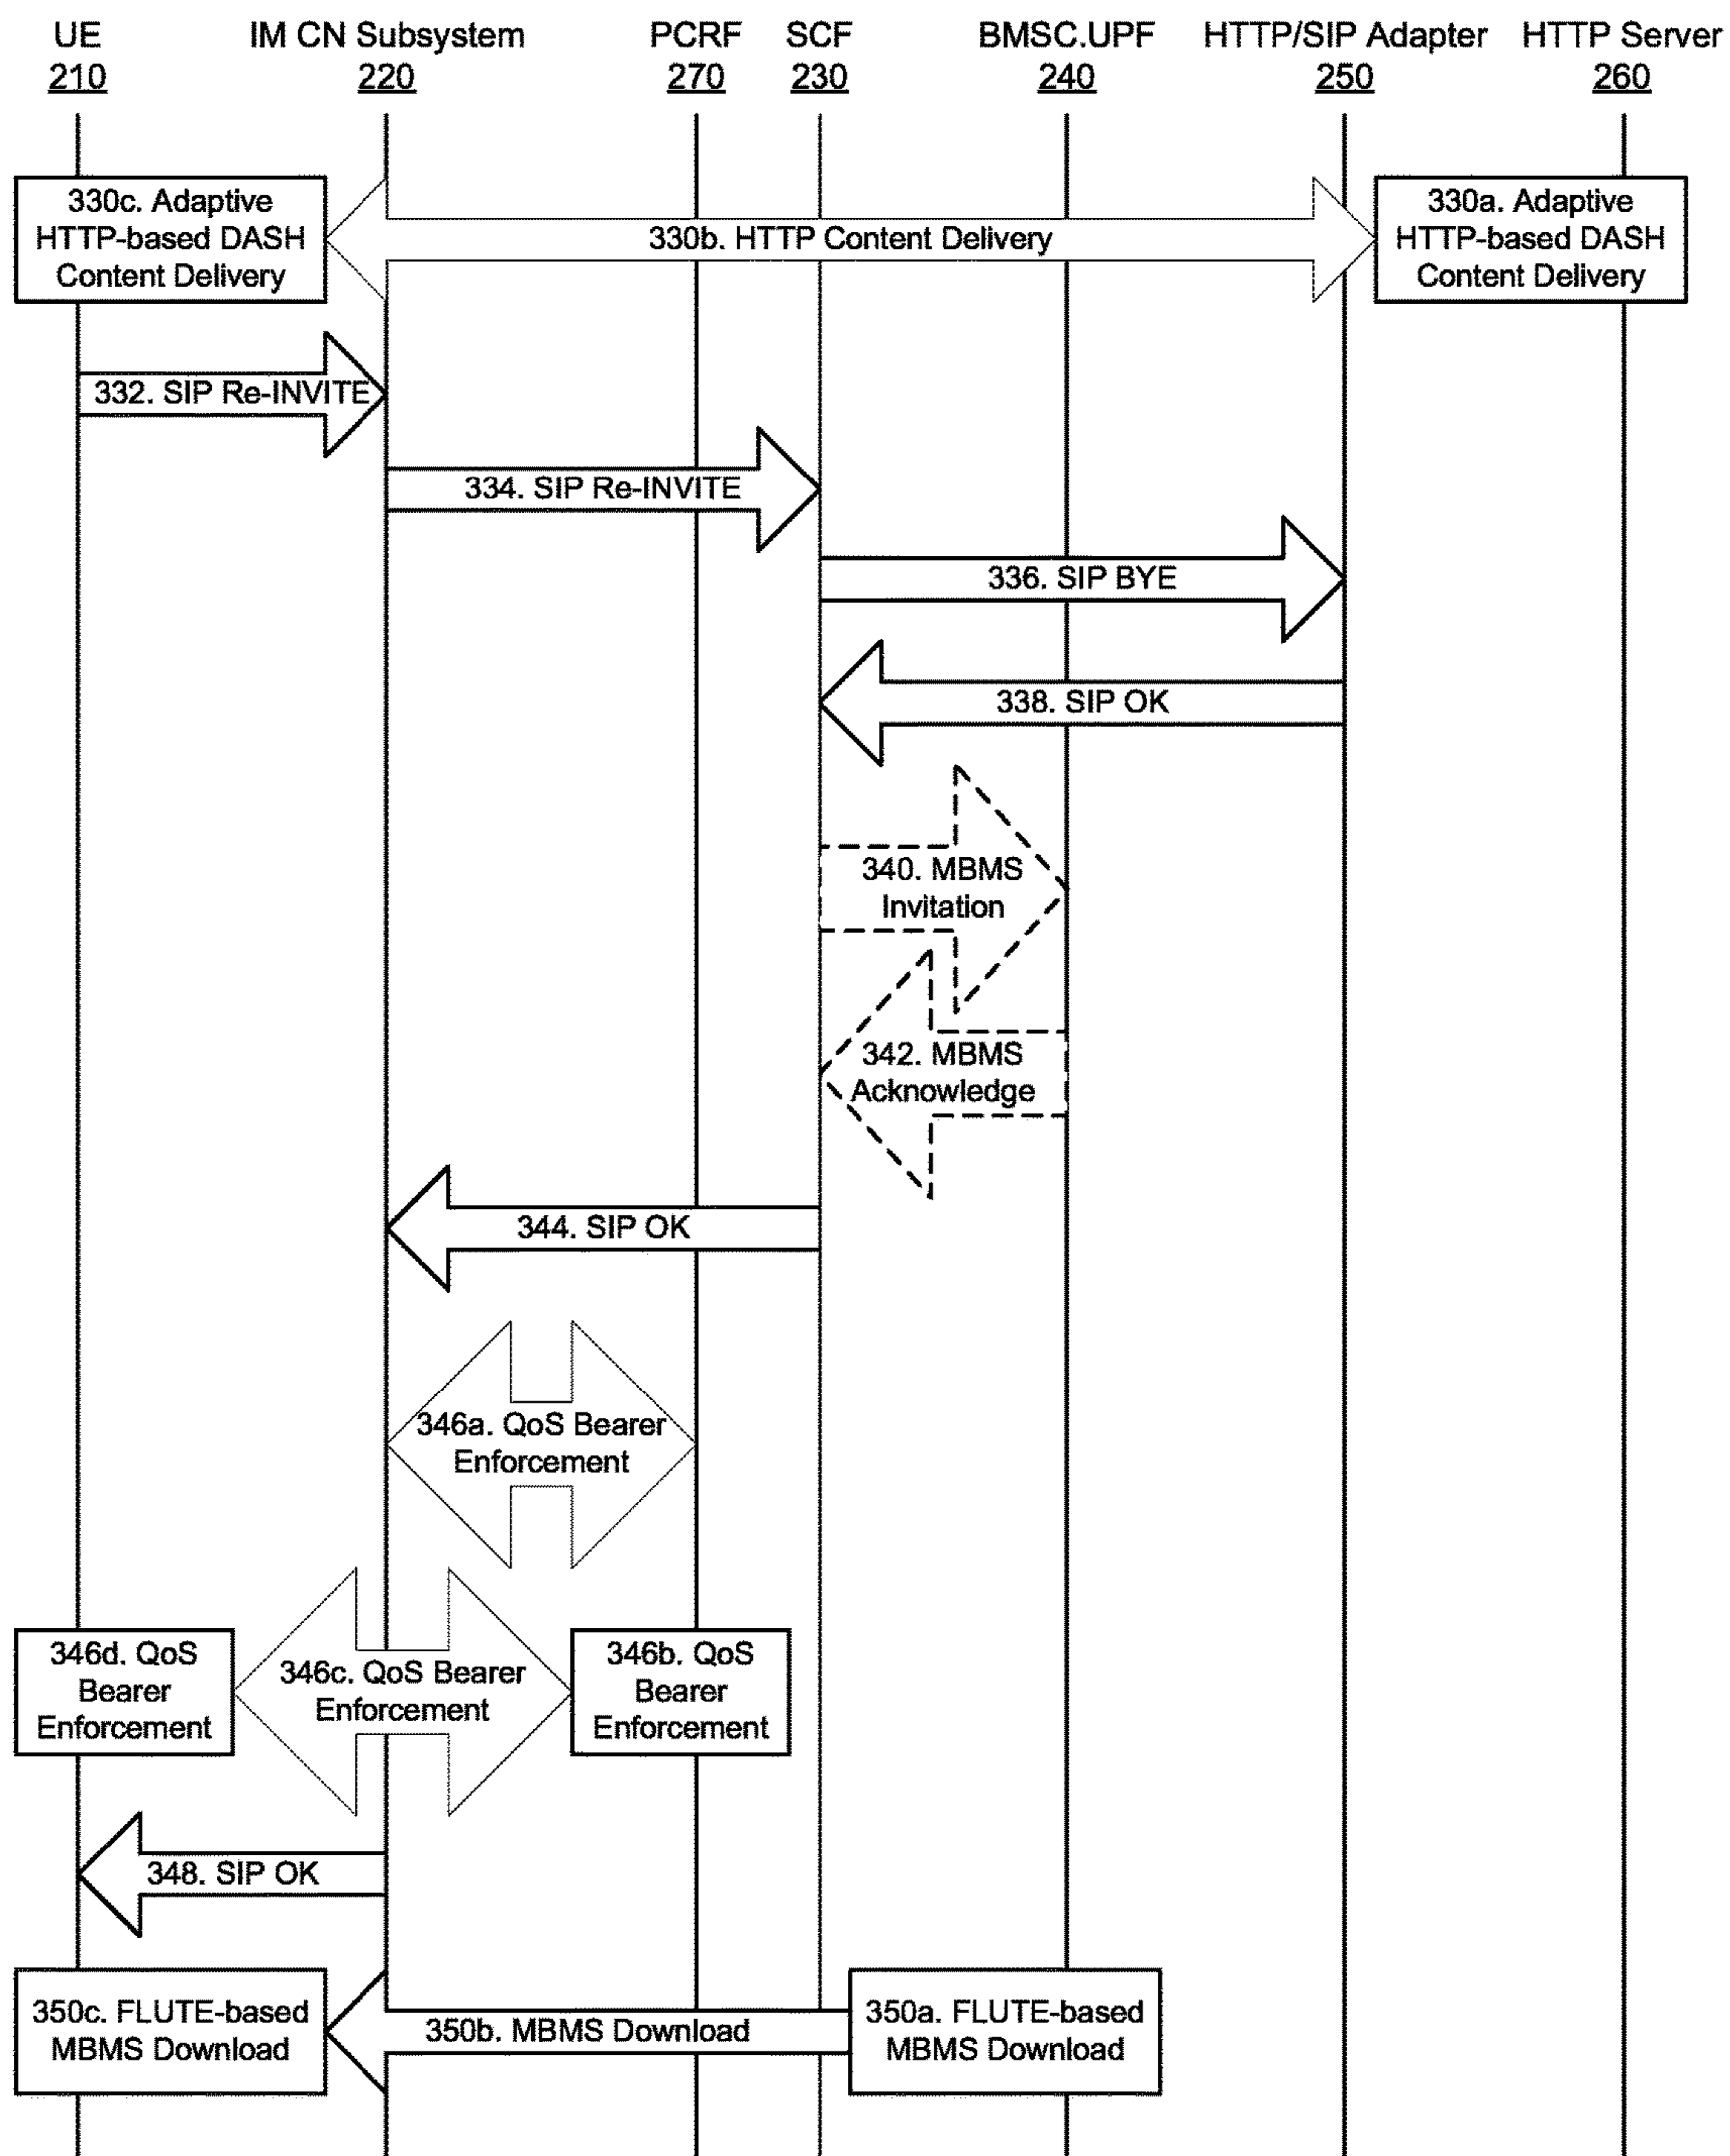 UE IM CN Subsystem PCRF SCF BMSC.UPF HTTP/SIP Adapter HTTP Server
210 220 270 230 240 250 260
330c. Adaptive
HTTP-based DASH
Content Delivery
330b. HTTP Content Delivery
330a. Adaptive
HTTP-based DASH
Content Delivery
332. SIP Re-INVITE
334. SIP Re-INVITE
336. SIP BYE
338. SIP OK
340. MBMS
Invitation
342. MBMS
Acknowledge
344. SIP OK
346a. QoS Bearer
Enforcement
346d. QoS
Bearer
Enforcement
346c. QoS Bearer
Enforcement
346b. QoS
Bearer
Enforcement
348. SIP OK
350c. FLUTE-based
MBMS Download
350b. MBMS Download
350a. FLUTE-based
MBMS Download